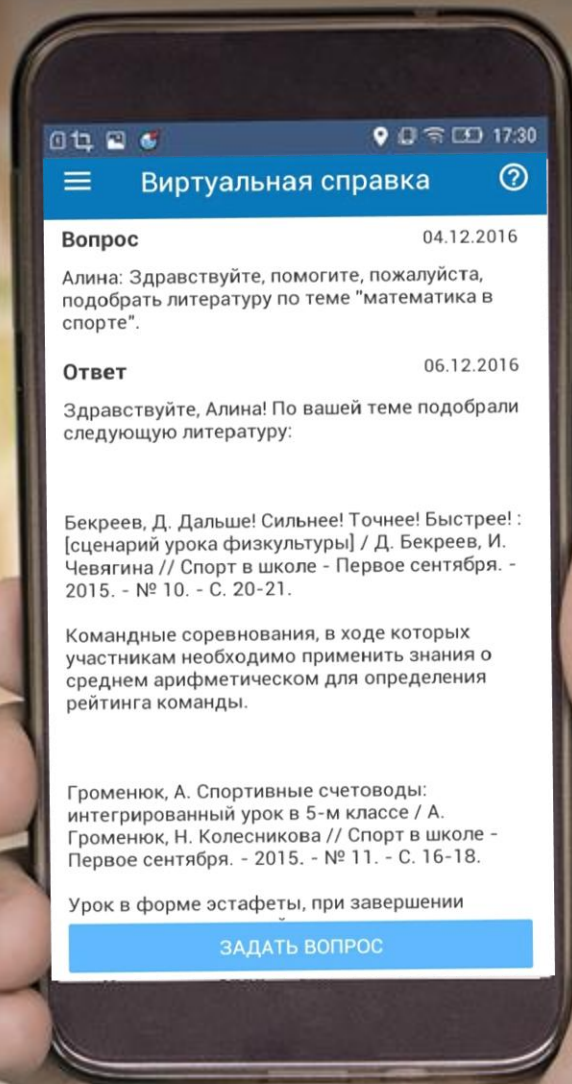 17:30
Виртуальная справка
Вопрос 04.12.2016
Алина: Здравствуйте, помогите, пожалуйста,
подобрать литературу по теме "математика в
спорте".
Ответ 06.12.2016
Здравствуйте, Алина! По вашей теме подобрали
следующую литературу:
Бекреев, Д. Дальше! Сильнее! Точнее! Быстрее! :
[сценарий урока физкультуры] / Д. Бекреев, И.
Чевягина // Спорт в школе - Первое сентября. -
2015. - № 10. - С. 20-21.
Командные соревнования, в ходе которых
участникам необходимо применить знания о
среднем арифметическом для определения
рейтинга команды.
Громенюк, А. Спортивные счетоводы:
интегрированный урок в 5-м классе / А.
Громенюк, Н. Колесникова // Спорт в школе -
Первое сентября. - 2015. - № 11. - С. 16-18.
Урок в форме эстафеты, при завершении
ЗАДАТЬ ВОПРОС